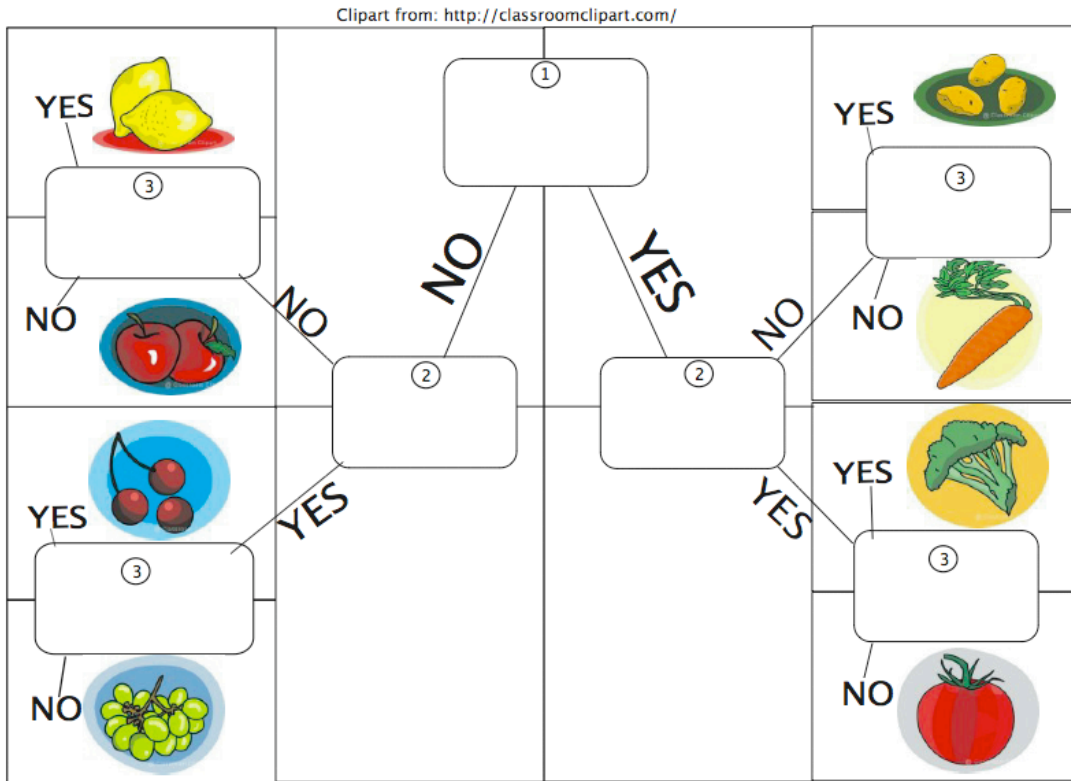 Clipart from: http://classroomclipart.com/
1
YES
YES
3
3
NO
YES
NO
NO
NO
NO
2
2
YES
YES
YES
YES
3
3
NO
NO